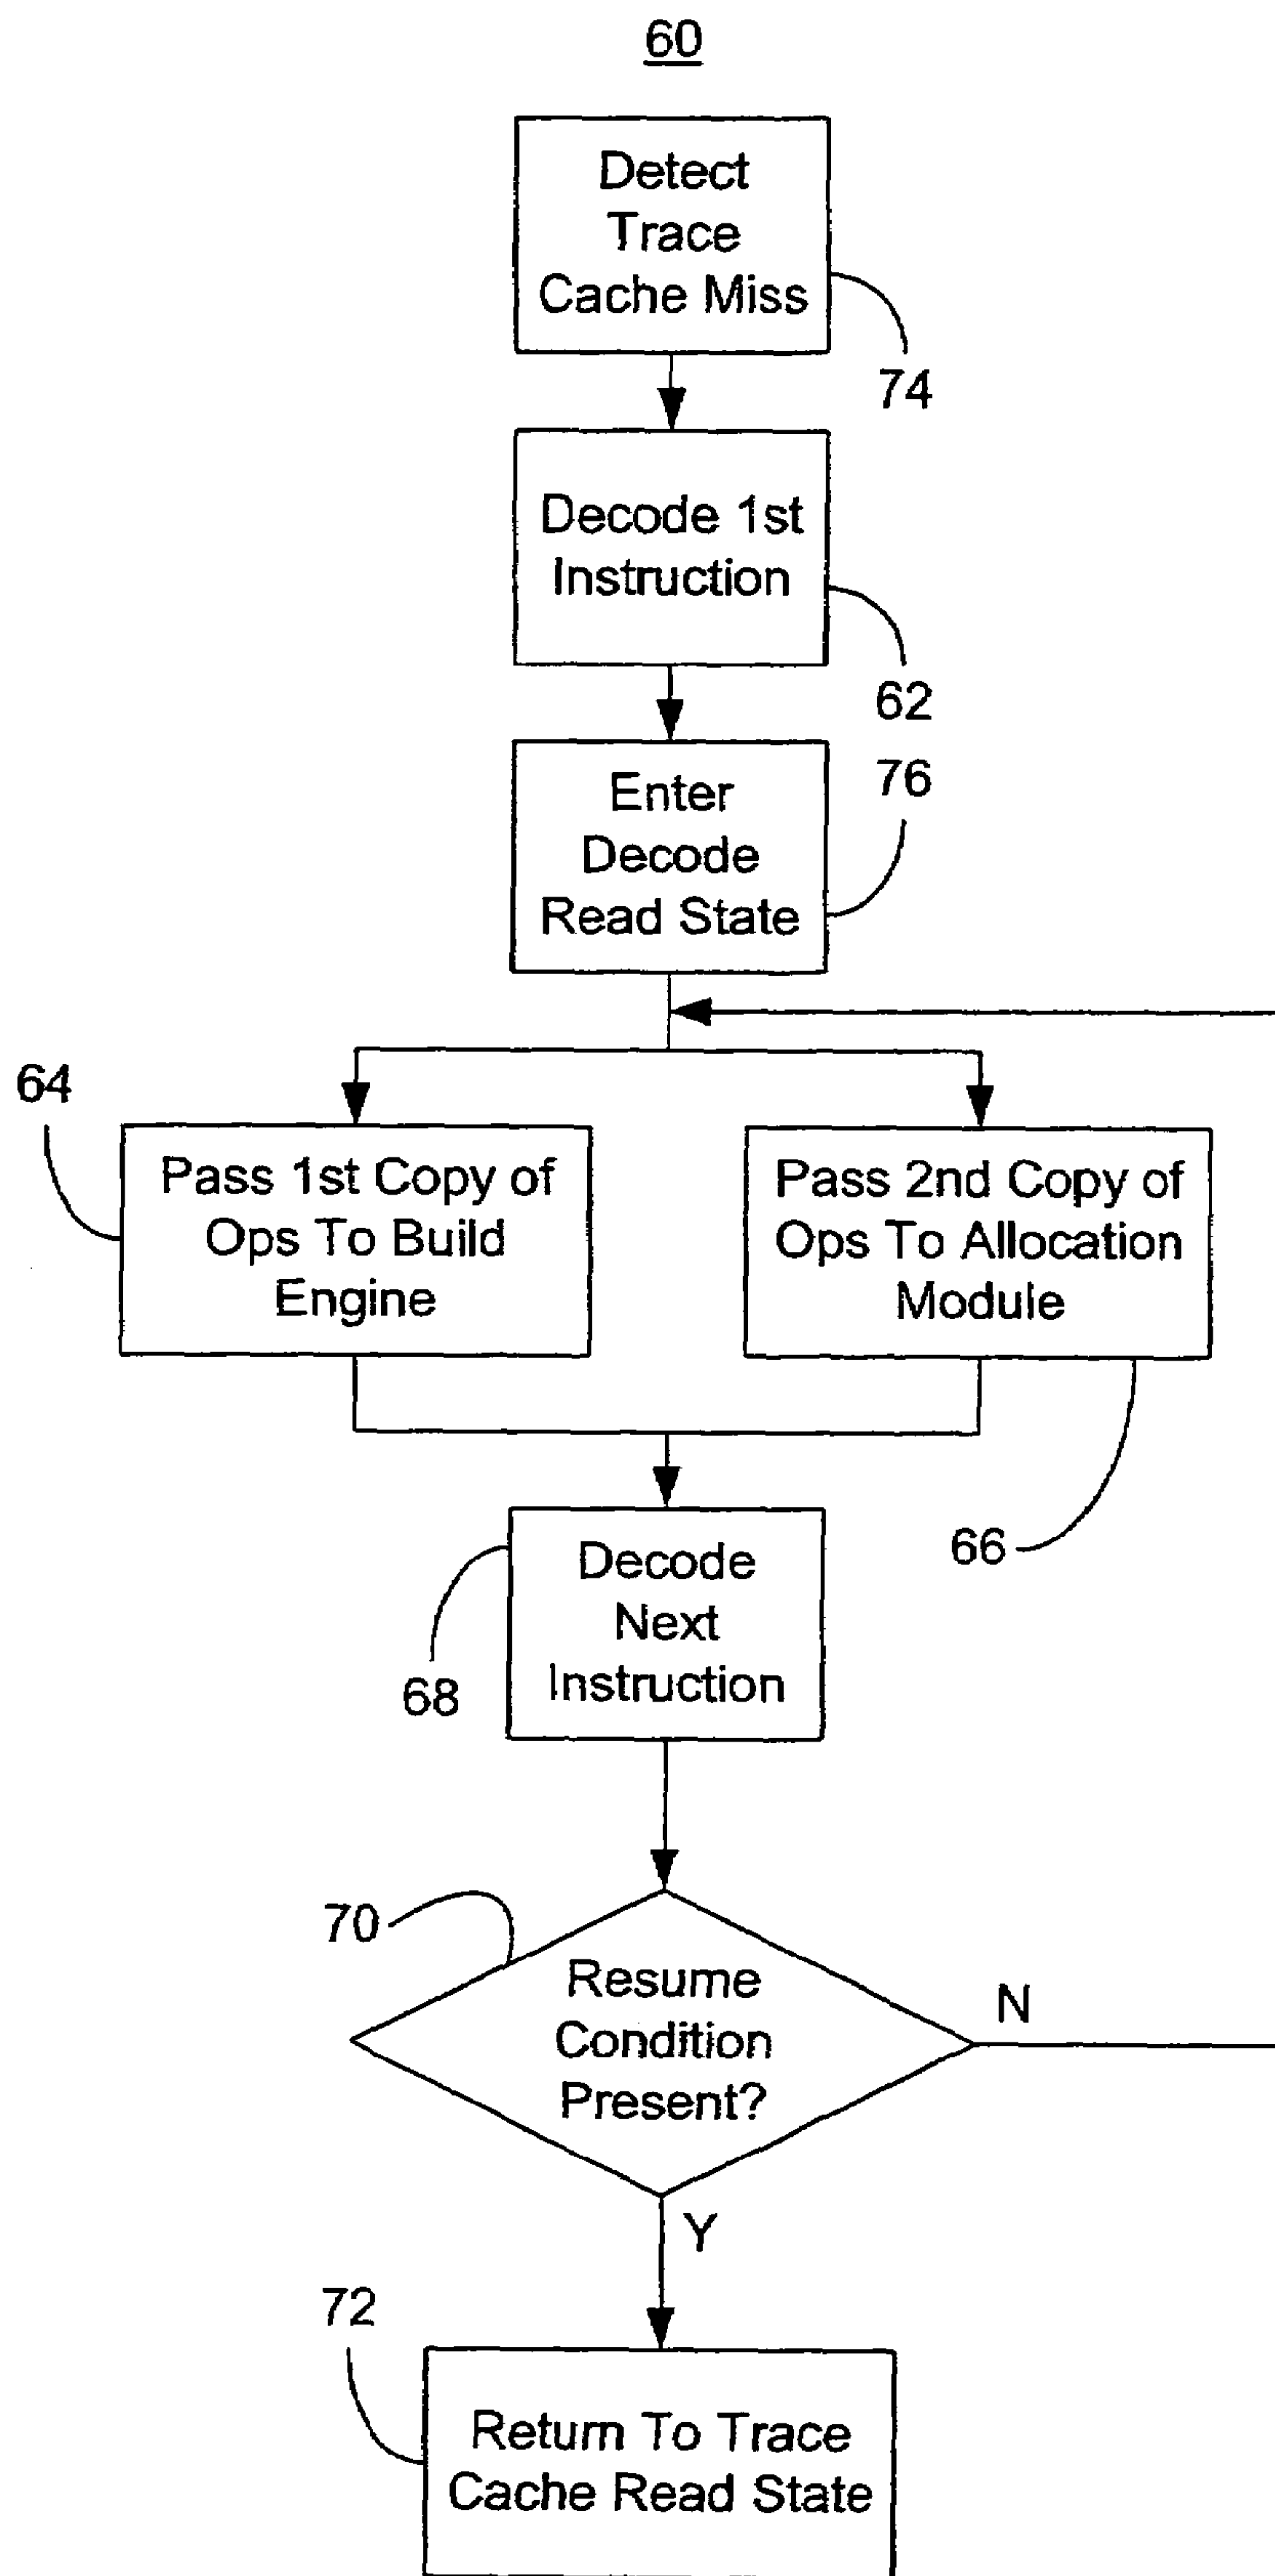 60
Detect
Trace
Cache Miss
74
Decode 1st
Instruction
62
76
Enter
Decode
Read State
64
Pass 1st Copy of
Ops To Build
Engine
Pass 2nd Copy of
Ops To Allocation
Module
66
Decode
Next
Instruction
68
70
Resume
Condition
Present?
N
Y
72
Return To Trace
Cache Read State